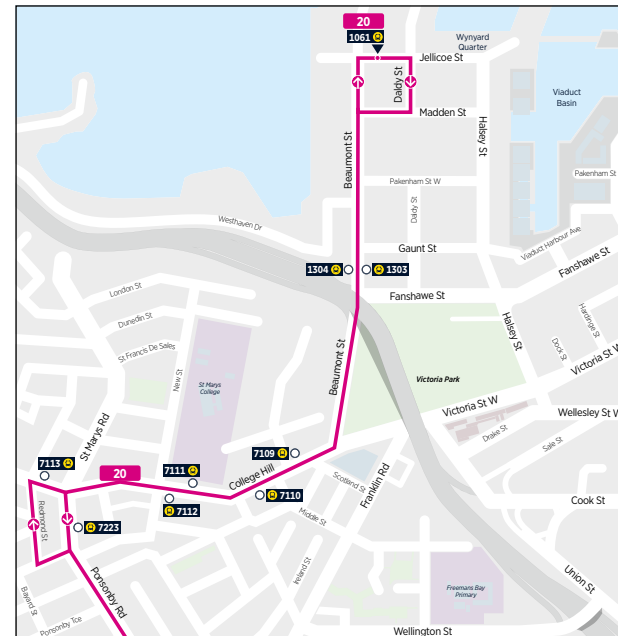 20
1061
Wynyard
Quarter
Jellicoe St
Daldy St
Viaduct
Basin
Madden St
Halsey St
Beaumont St
Pakenham St W
Pakenham St
Daldy St
Westhaven Dr
Viaduct Harbour Ave
Gaunt St
Fanshawe St
1304
1303
London St
Fanshawe St
Hardinge St
Dunedin St
Halsey St
Dock St
St Francis De Sales
New St
Beaumont St
Victoria St W
St Marys
College
Victoria Park
Victoria St W
Wellesley St W
St Marys Rd
Drake St
Sale St
7109
7113
20
7111
College Hill
Scotland St
Franklin Rd
7110
Cook St
Redmond St
7112
Middle St
7223
Ireland St
Union St
Bayard St
Ponsonby Rd
Freemans Bay
Primary
Ponsonby Tce
Wellington St